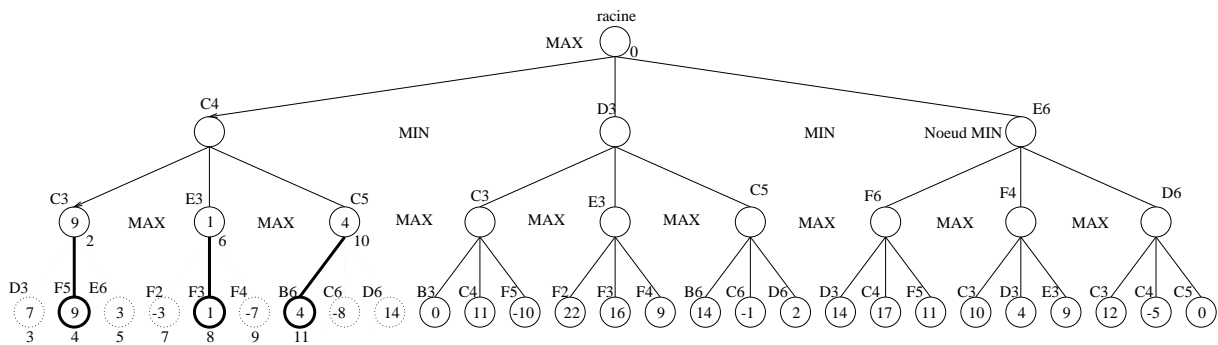 racine
MAX
0
C4
D3
E6
MIN
MIN
Noeud MIN
C3
E3
C5
C3
E3
C5
F6
F4
D6
9
MAX
1
MAX
4
MAX
MAX
MAX
MAX
MAX
MAX
2
6
10
D3
F5
E6
F2
F3
F4
B6
C6
D6
B3
C4
F5
F2
F3
F4
B6
C6
D6
D3
C4
F5
C3
D3
E3
C3
C4
C5
7
9
3
-3
1
-7
4
-8
14
0
11
-10
22
16
9
14
-1
2
14
17
11
10
4
9
12
-5
0
3
4
5
7
8
9
11